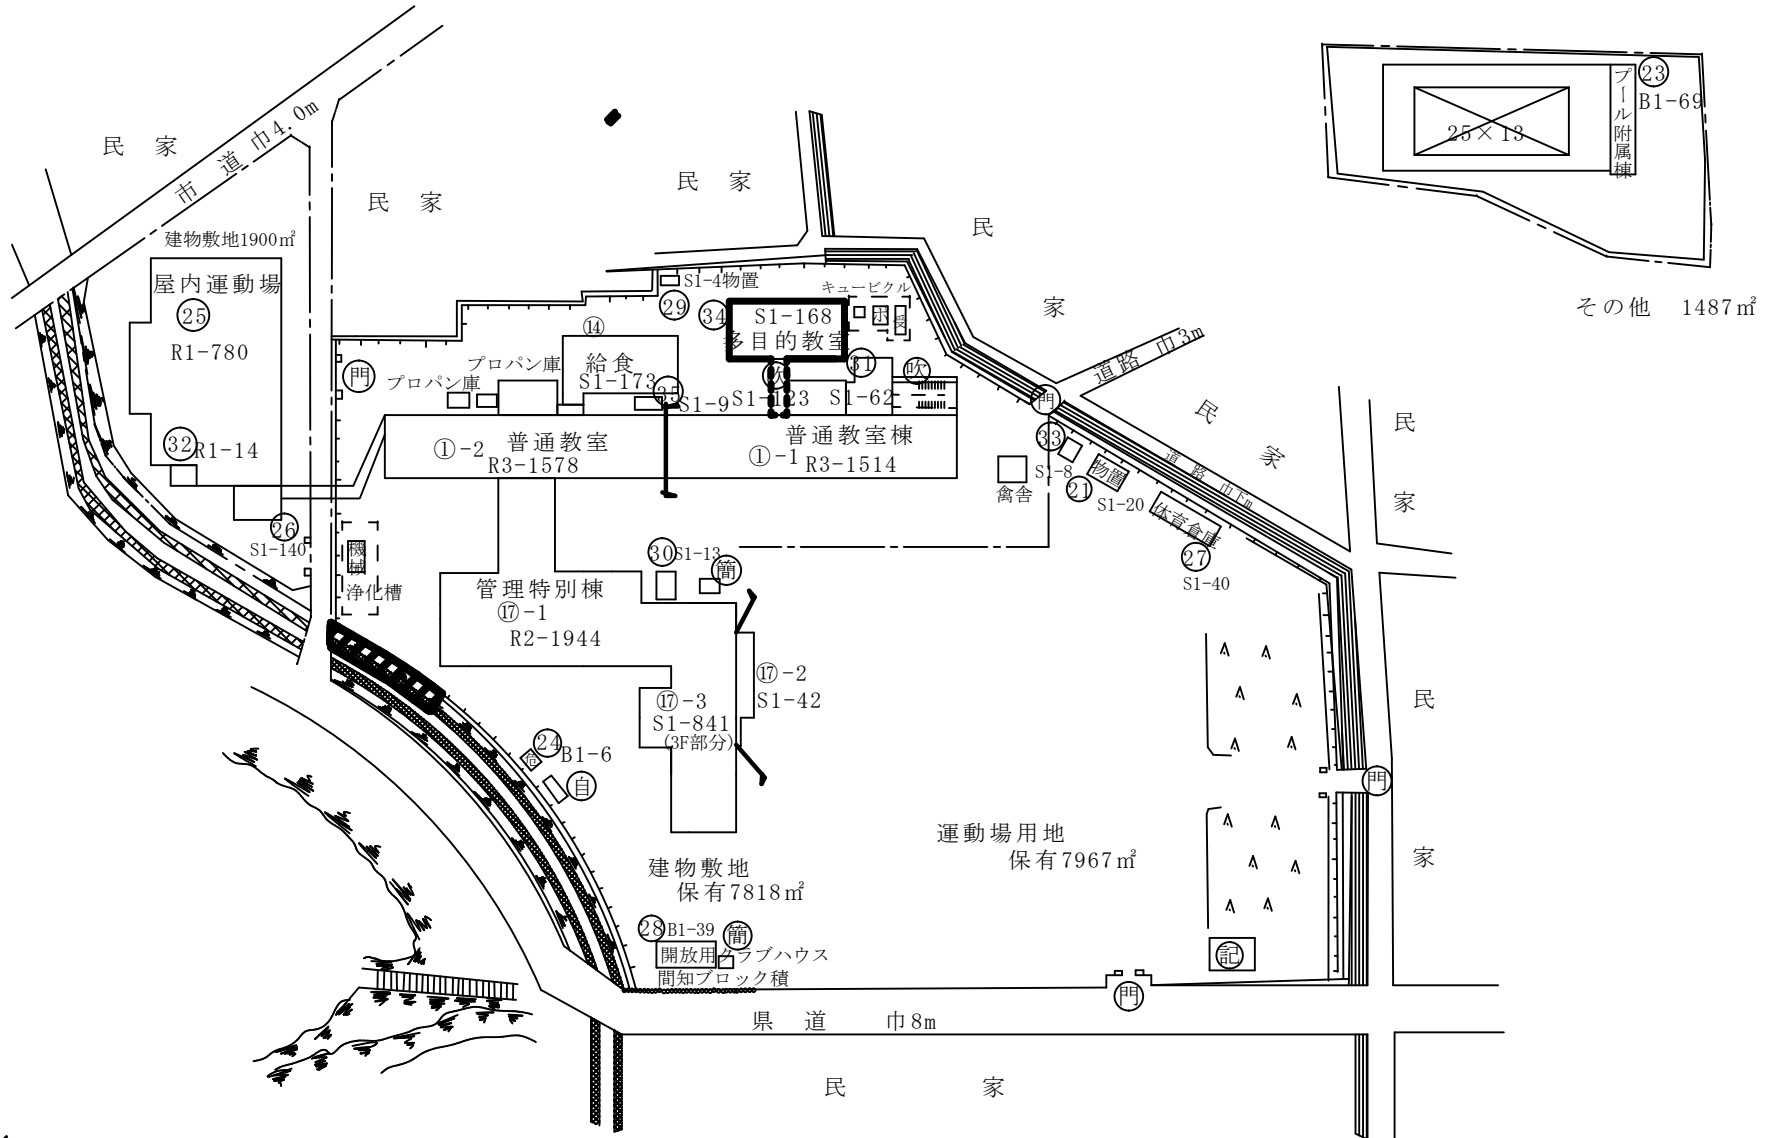 民 家
市 道 巾4.0m
民 家
民 家
民
家
㉓
プール附属棟
B1-69
25×13
その他 1487㎡
建物敷地1900㎡
屋内運動場
㉕
R1-780
㉜
R1-14
㉖
S1-140
門
プロパン庫
プロパン庫
⑭
給食
S1-173
㉟
S1-9
㉙
S1-4物置
㉞
S1-168
多目的教室
キュービクル
ポ
受
㉛
吹
吹
S1-123
S1-62
①-2
普通教室
R3-1578
普通教室棟
①-1
R3-1514
門
道路 巾3m
民
家
道路
民
家
㉝
S1-8
物置
㉑
S1-20
体育倉庫
㉗
S1-40
禽舎
機械
浄化槽
㉚
S1-13
簡
管理特別棟
⑰-1
R2-1944
⑰-2
S1-42
⑰-3
S1-841
(3F部分)
㉔
B1-6
自
民
家
門
運動場用地
保有7967㎡
建物敷地
保有7818㎡
㉘
B1-39
簡
開放用クラブハウス
間知ブロック積
記
門
県 道 巾8m
民 家